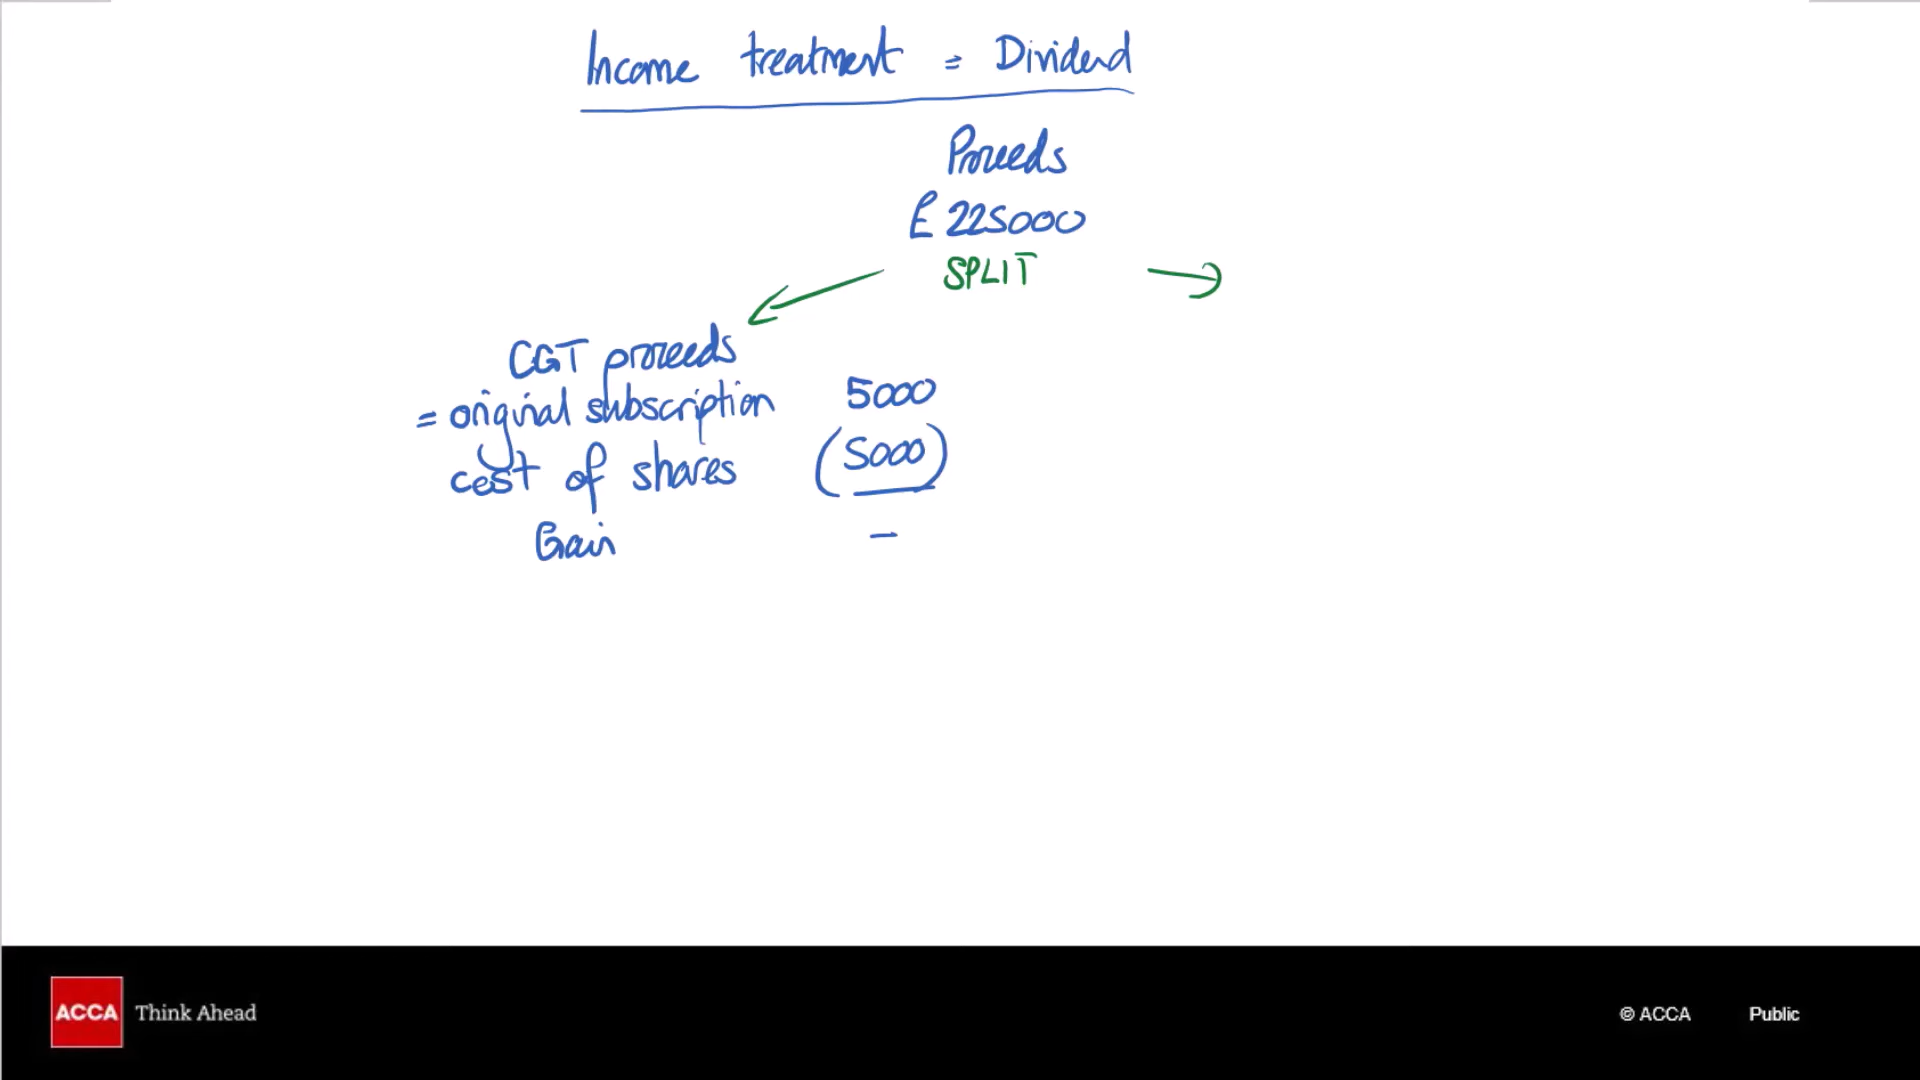 Income treatment = Dividend
Proceeds
£ 225000
SPLIT
CGT proceeds
= original subscription 5000
cost of shares (5000)
Gain –
ACCA Think Ahead
© ACCA Public